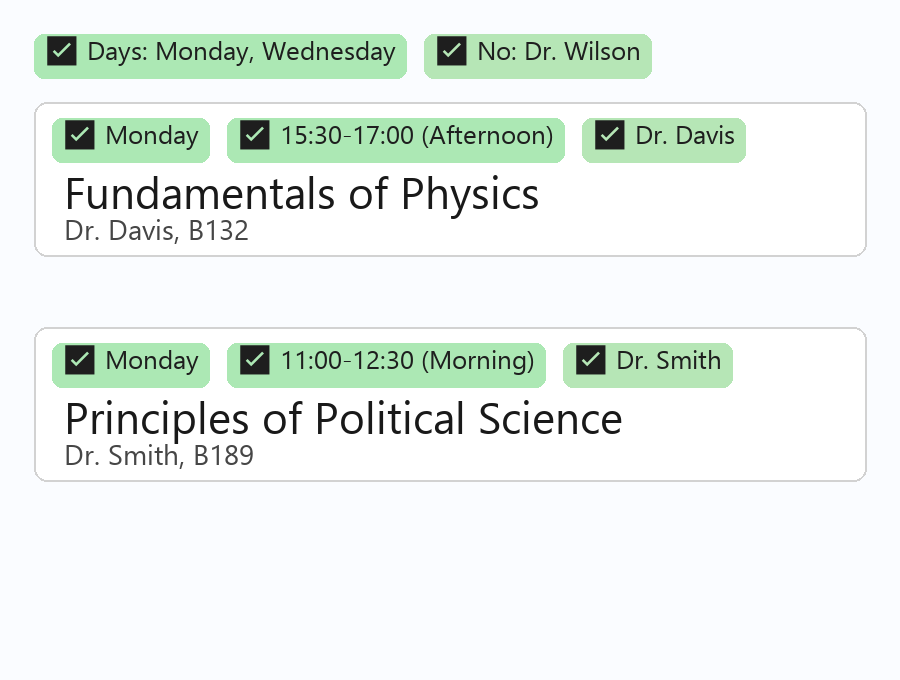 Days: Monday, Wednesday No: Dr. Wilson
Monday 15:30-17:00 (Afternoon) Dr. Davis
Fundamentals of Physics
Dr. Davis, B132
Monday 11:00-12:30 (Morning) Dr. Smith
Principles of Political Science
Dr. Smith, B189